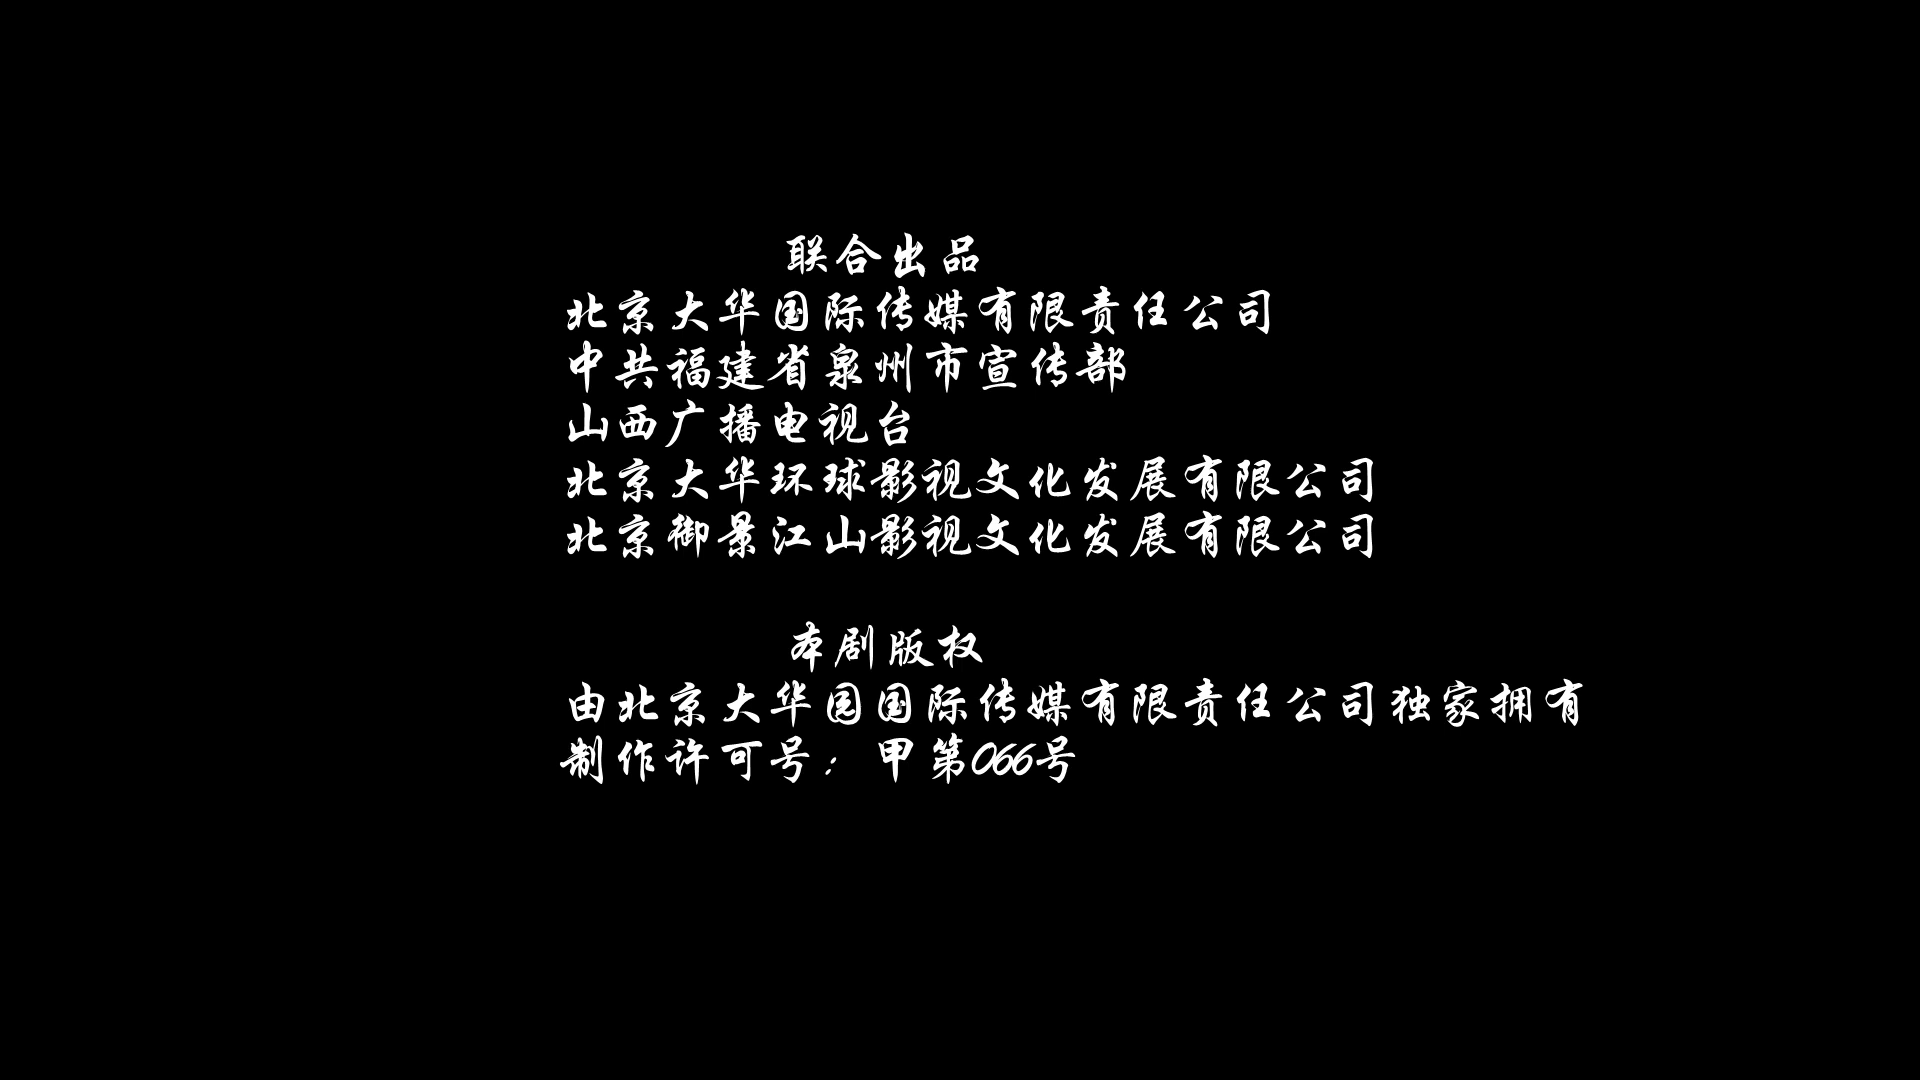 联合出品
北京大华国际传媒有限责任公司
中共福建省泉州市宣传部
山西广播电视台
北京大华环球影视文化发展有限公司
北京御景江山影视文化发展有限公司
本剧版权
由北京大华园国际传媒有限责任公司独家拥有
制作许可号：甲第066号